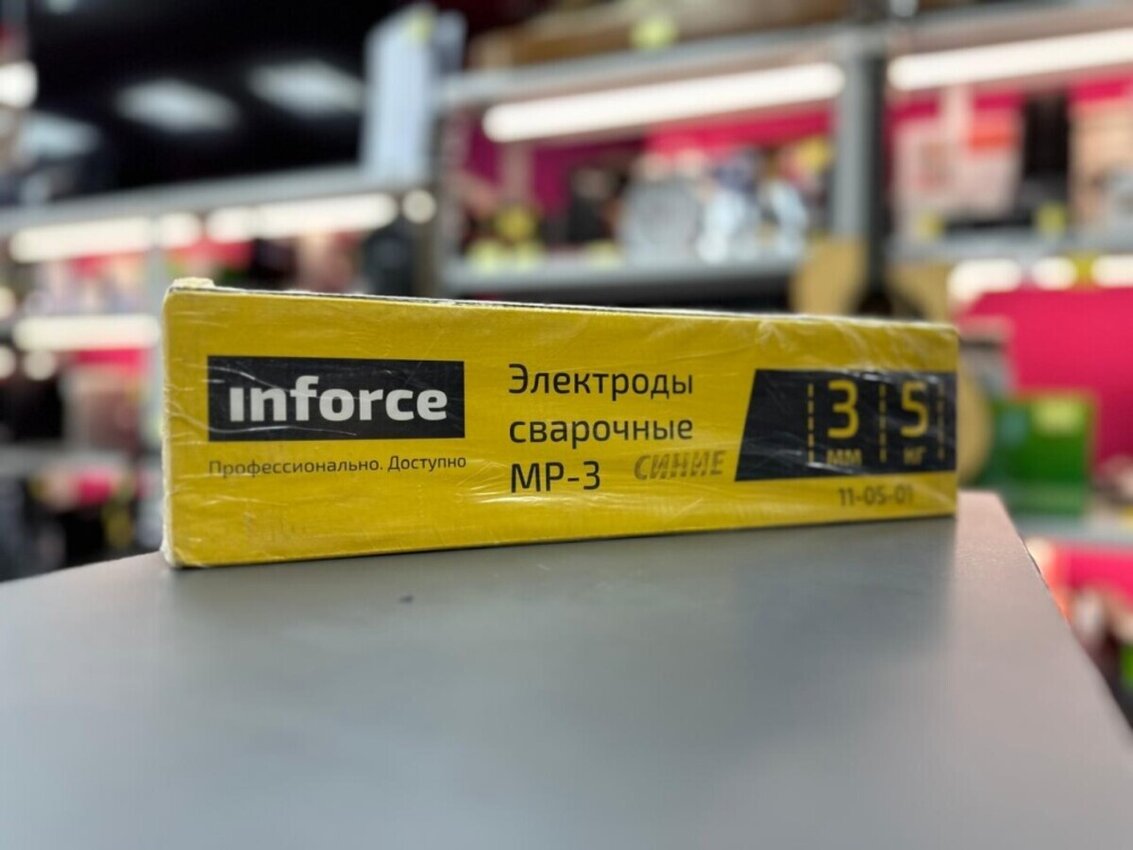 inforce
Профессионально. Доступно
Электроды
сварочные
МР-3 СИНИЕ
3 5
ММ КГ
11-05-01